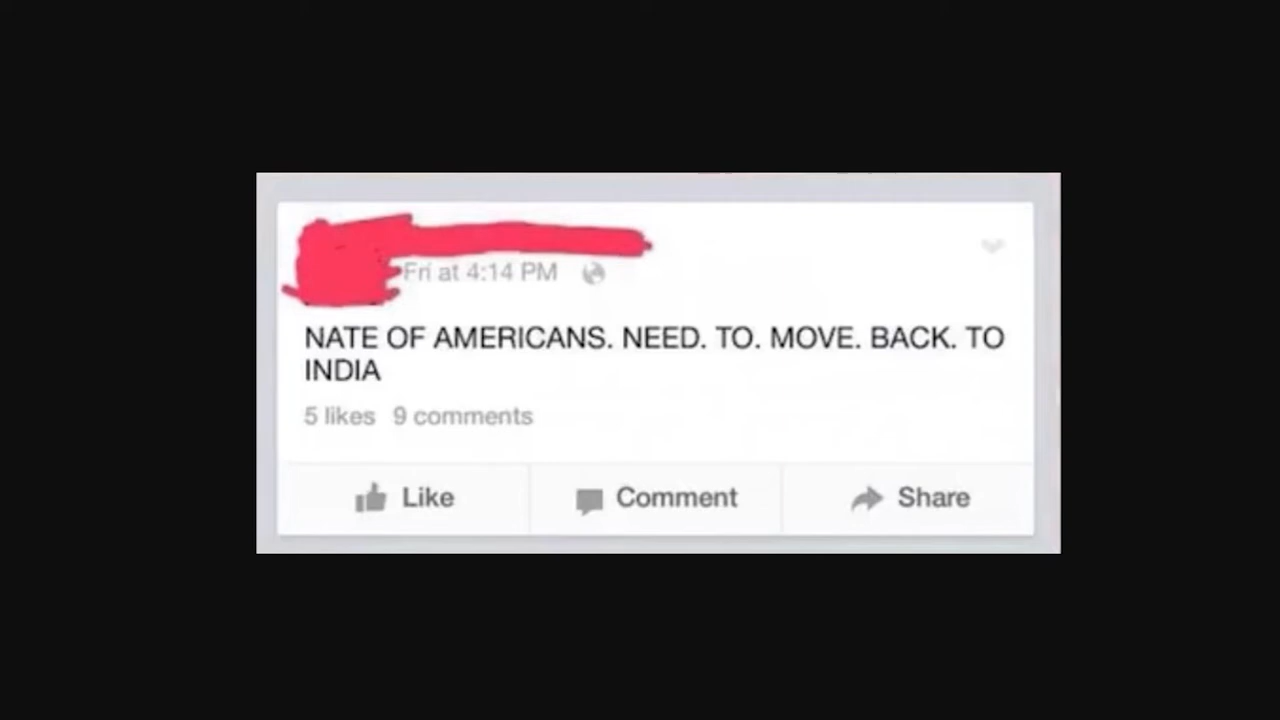 Fri at 4:14 PM
NATE OF AMERICANS. NEED. TO. MOVE. BACK. TO
INDIA
5 likes 9 comments
Like Comment Share